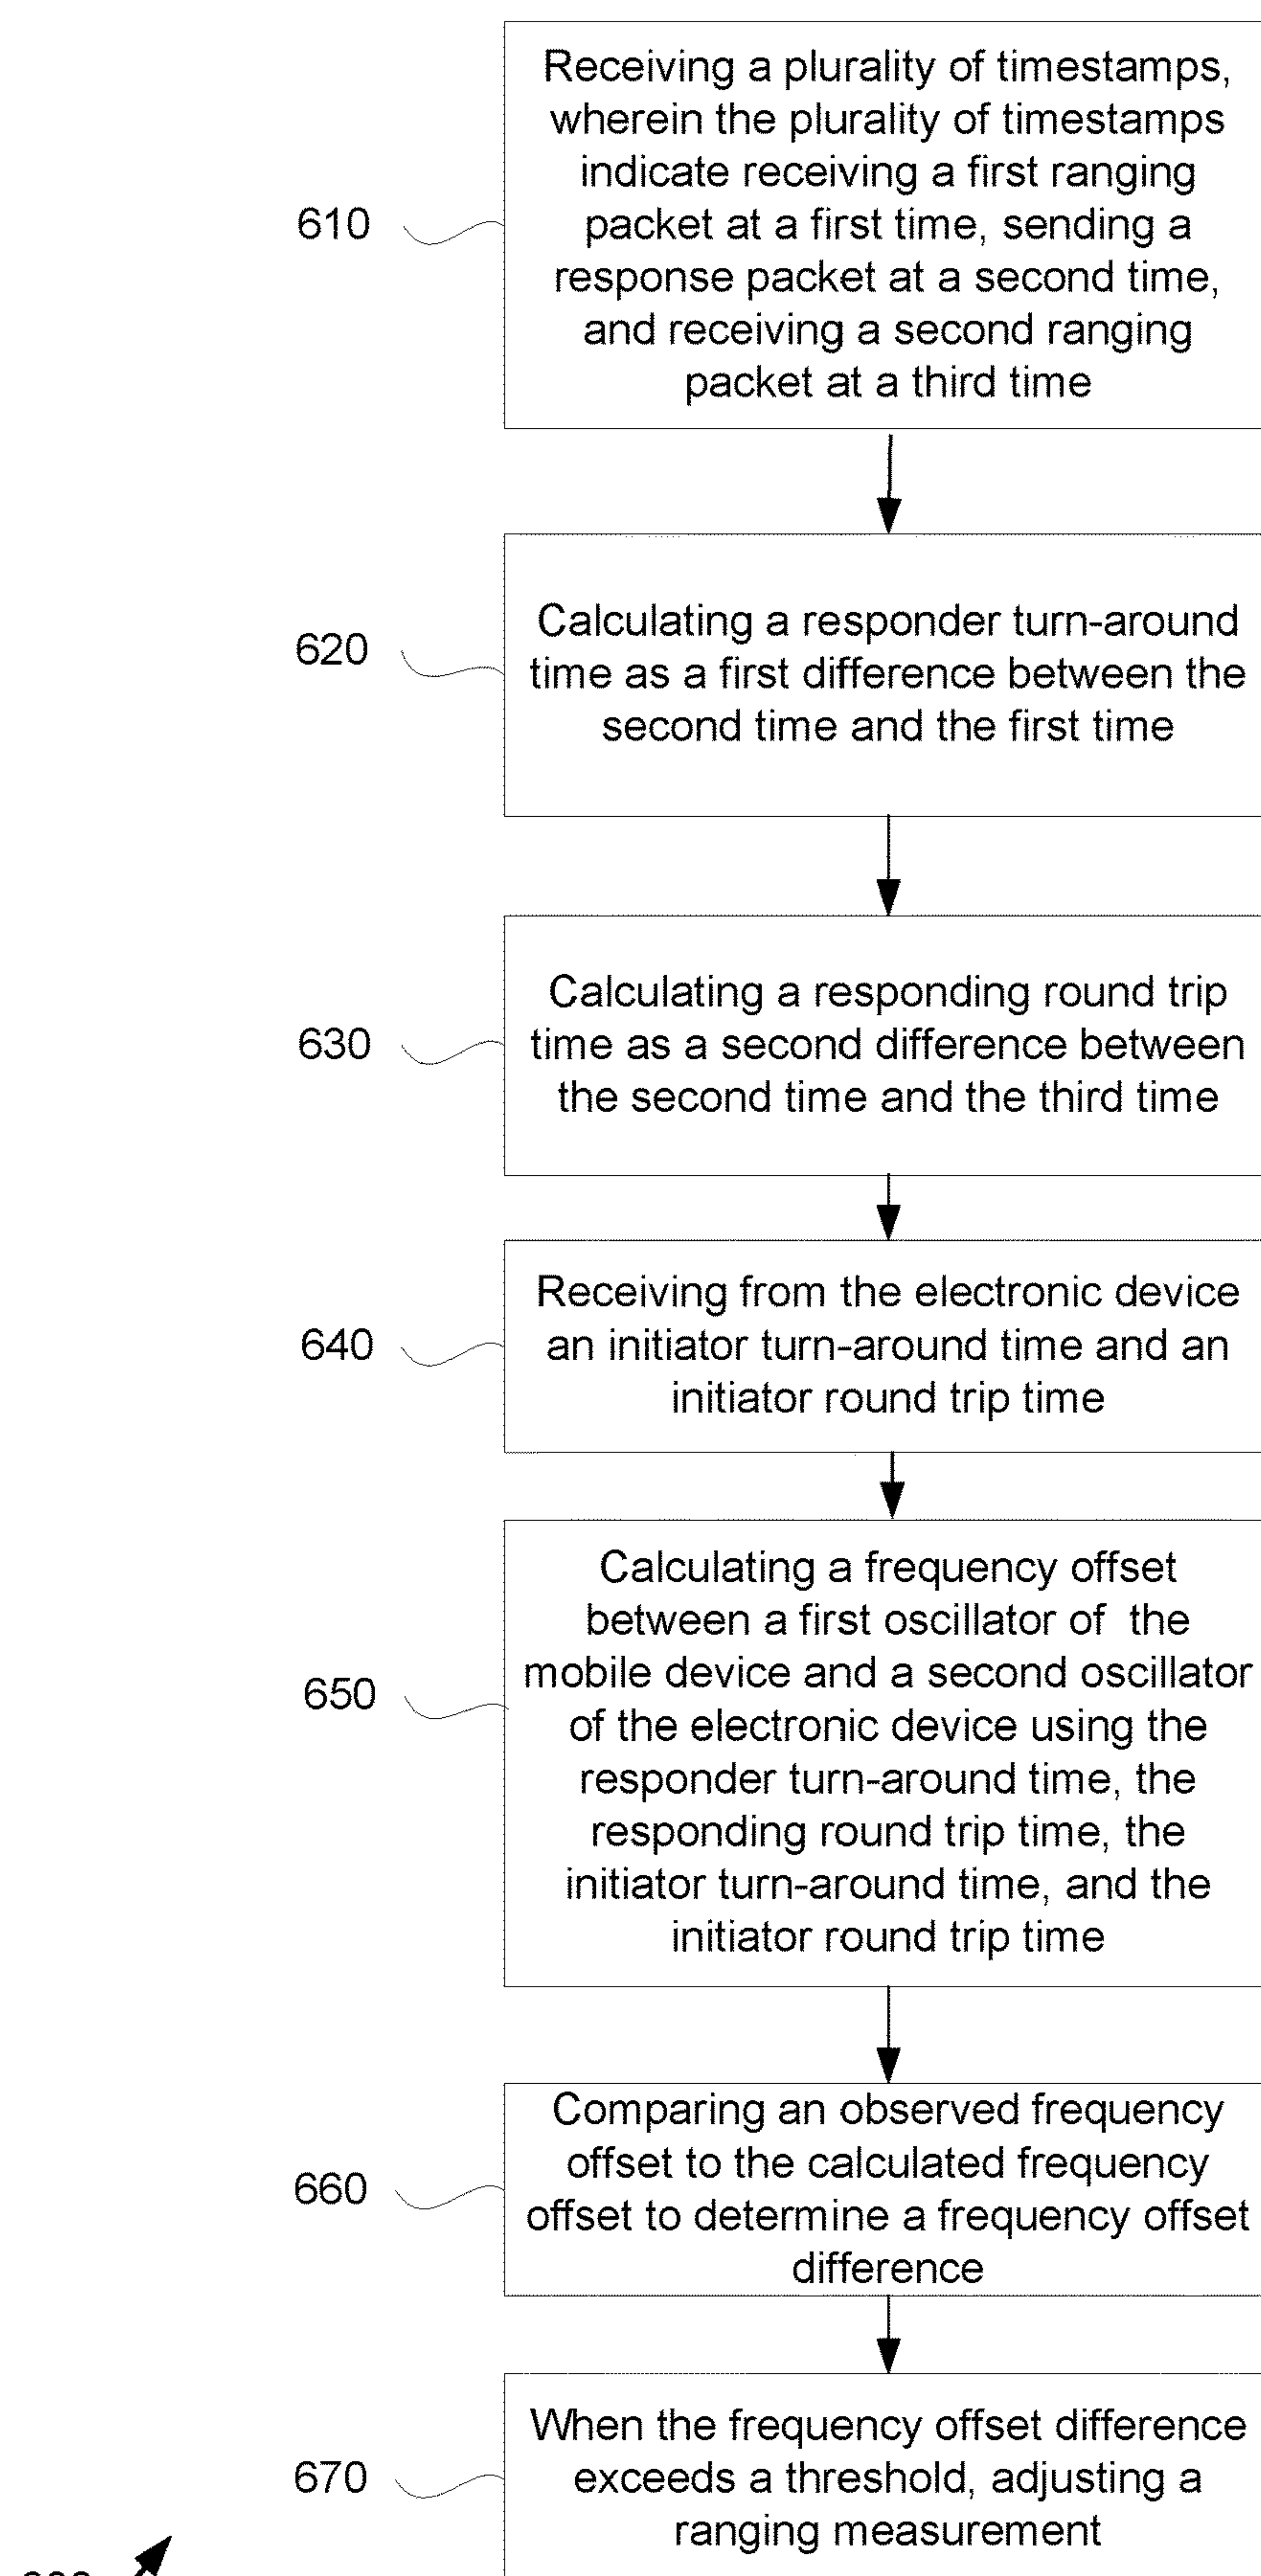 Receiving a plurality of timestamps,
wherein the plurality of timestamps
indicate receiving a first ranging
610
packet at a first time, sending a
response packet at a second time,
and receiving a second ranging
packet at a third time
Calculating a responder turn-around
620
time as a first difference between the
second time and the first time
Calculating a responding round trip
630
time as a second difference between
the second time and the third time
Receiving from the electronic device
640
an initiator turn-around time and an
initiator round trip time
Calculating a frequency offset
between a first oscillator of the
mobile device and a second oscillator
650
of the electronic device using the
responder turn-around time, the
responding round trip time, the
initiator turn-around time, and the
initiator round trip time
Comparing an observed frequency
offset to the calculated frequency
660
offset to determine a frequency offset
difference
When the frequency offset difference
670
exceeds a threshold, adjusting a
ranging measurement